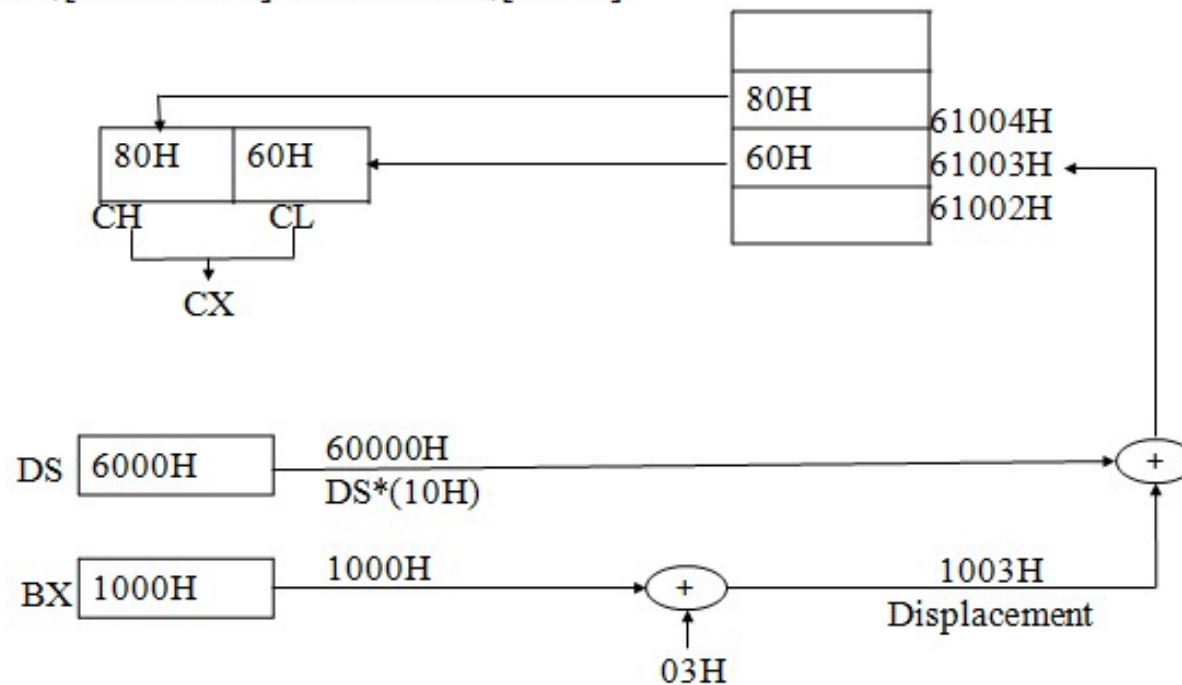 80H
61004H
80H 60H
60H
61003H
61002H
CH CL
CX
60000H
DS 6000H
DS*(10H)
1000H
1003H
BX 1000H
+
+
Displacement
03H